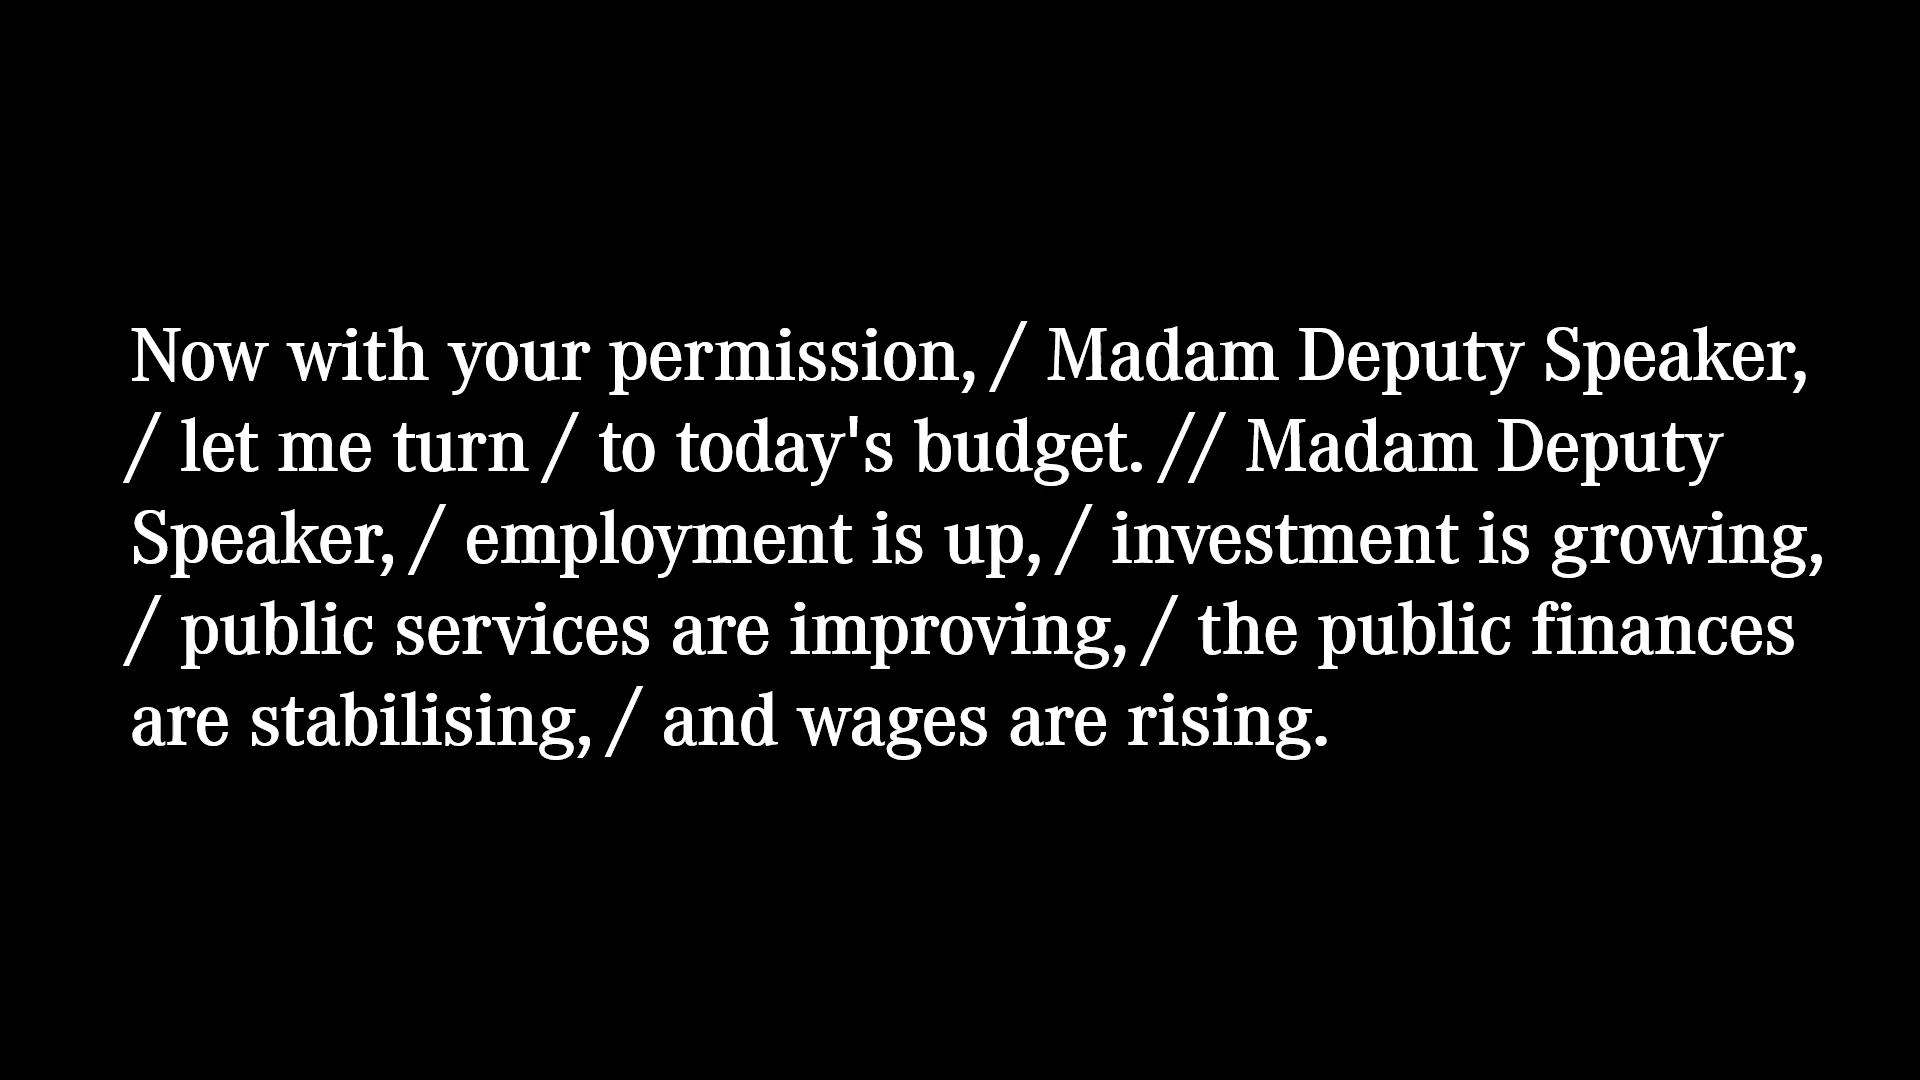 Now with your permission, / Madam Deputy Speaker,
/ let me turn / to today's budget. // Madam Deputy
Speaker, / employment is up, / investment is growing,
/ public services are improving, / the public finances
are stabilising, / and wages are rising.